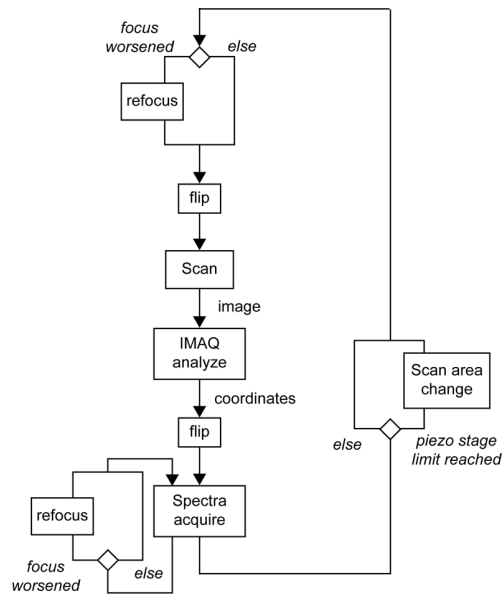 focus
worsened
else
refocus
flip
Scan
image
IMAQ
analyze
coordinates
flip
Spectra
acquire
refocus
focus
worsened
else
Scan area
change
else
piezo stage
limit reached